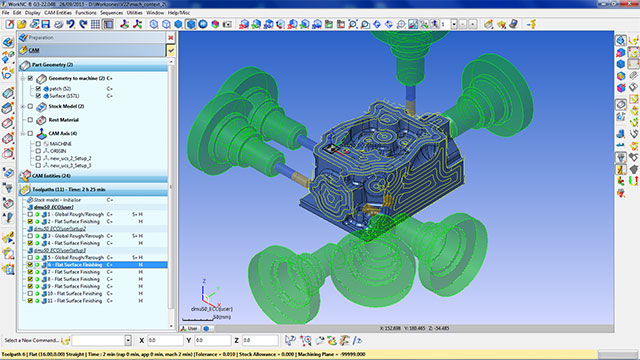 WorkNC ® G3-22.04B 26/09/2013 - D:\Workzones\V22\mach_context_2\
File Edit Display CAM Entities Functions Sequences Utilities Window Help/Misc
Preparation
CAM
Part Geometry (2)
Geometry to machine (2) C=
patch (52) C=
Surface (1571) C=
Stock Model (2)
Rest Material
CAM Axis (4)
MACHINE
ORIGIN
new_ucs_2_Setup_2
new_ucs_3_Setup_3
CAM Entities (24)
Toolpaths (11) - Time: 2 h 25 min
Stock model - Initialise C=
dmu50_ECO[user]
1 - Global Rough/Rerough C= S= H
2 - Flat Surface Finishing C= H
dmu50_ECO[user]setup2
3 - Global Rough/Rerough C= S= H
4 - Flat Surface Finishing C= H
dmu50_ECO[user]setup3
5 - Global Rough/Rerough C= S= H
6 - Flat Surface Finishing H
7 - Flat Surface Finishing C= H
8 - Flat Surface Finishing C= H
9 - Flat Surface Finishing C= H
10 - Flat Surface Finishing C= H
11 - Flat Surface Finishing C= H
Z
Y
X
dmu50_ECO[user]
50(mm)
User
X: 152.698 Y: 180.465 Z: -54.485
Select a New Command...
X 0.0 Y 0.0 Z 0.0
Toolpath 6 | Flat (16.00,0.00) Straight | Time: 2 min (rap 0 min, app 0 min, mach 2 min) |Tolerance = 0.010 | Stock Allowance = 0.000 | Machining Plane = -99999.000